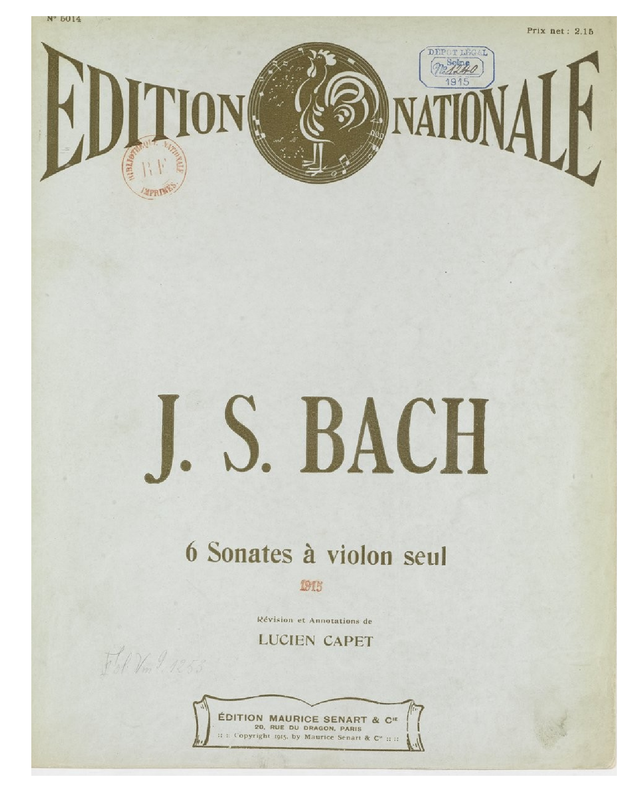 N° 5014
Prix net : 2.15
EDITION NATIONALE
DÉPÔT LÉGAL
Seine
N° 1240
1915
BIBLIOTHÈQUE NATIONALE
IMPRIMÉS
J. S. BACH
6 Sonates à violon seul
1915
Révision et Annotations de
LUCIEN CAPET
ÉDITION MAURICE SENART & Cie
20, RUE DU DRAGON, PARIS
:: :: Copyright 1915, by Maurice Senart & Cie :: ::